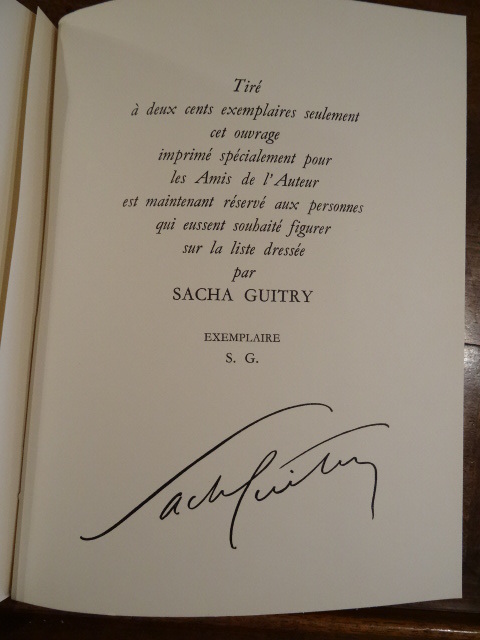 Tiré
à deux cents exemplaires seulement
cet ouvrage
imprimé spécialement pour
les Amis de l'Auteur
est maintenant réservé aux personnes
qui eussent souhaité figurer
sur la liste dressée
par
SACHA GUITRY
EXEMPLAIRE
S. G.
Sacha Guitry